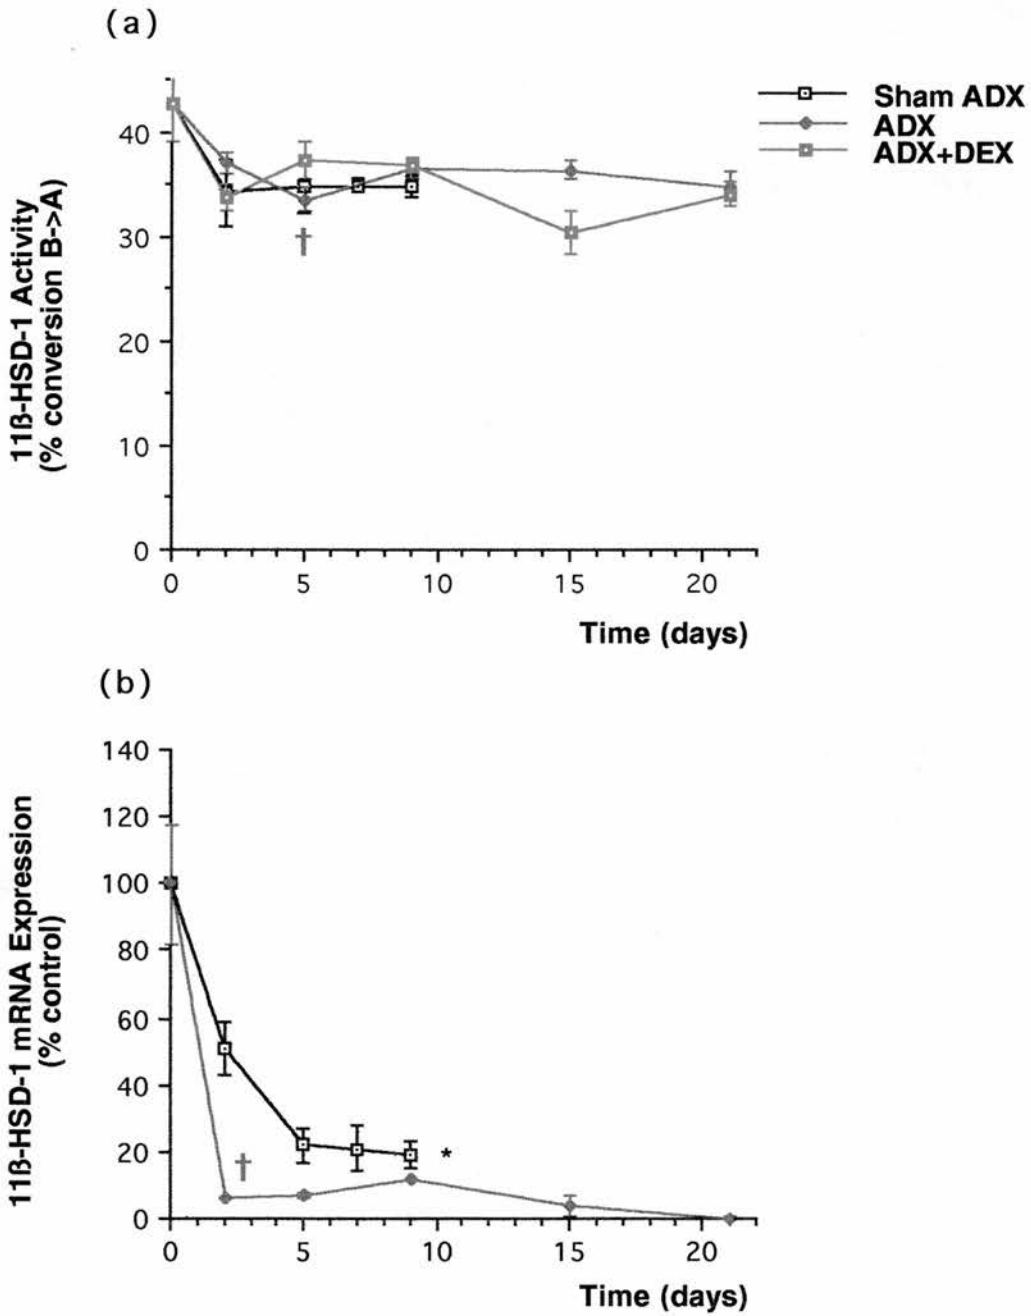 (a)
Sham ADX
ADX
ADX+DEX
40
30
20
10
0
11ß-HSD-1 Activity
(% conversion B->A)
†
0 5 10 15 20
Time (days)
(b)
140
120
100
80
60
40
20
0
11ß-HSD-1 mRNA Expression
(% control)
†
*
0 5 10 15 20
Time (days)